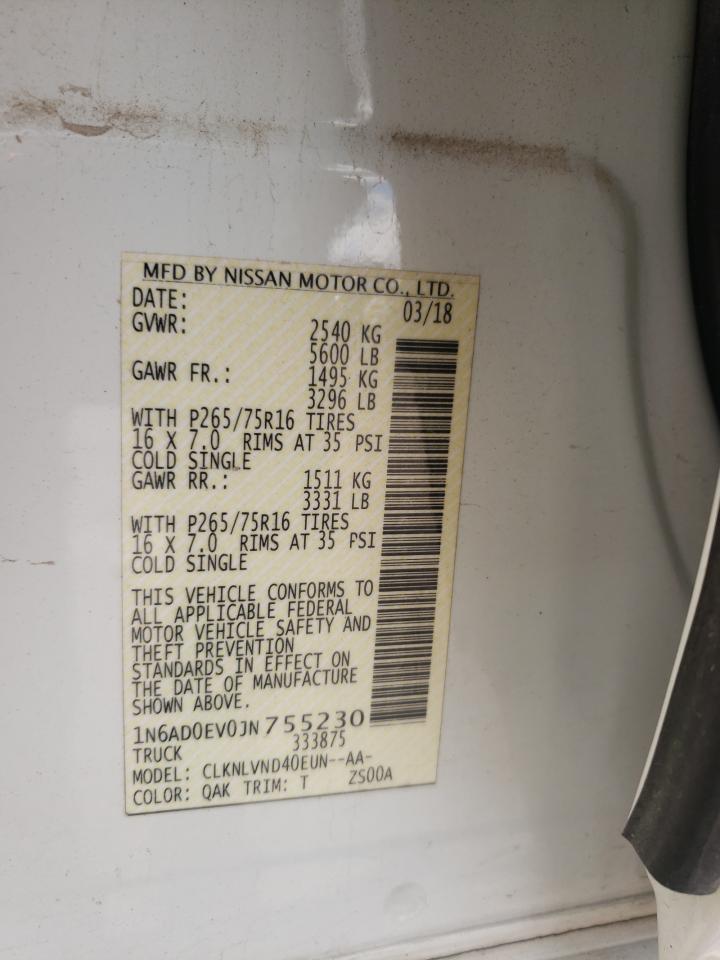 MFD BY NISSAN MOTOR CO., LTD.
DATE: 03/18
GVWR: 2540 KG
5600 LB
GAWR FR.: 1495 KG
3296 LB
WITH P265/75R16 TIRES
16 X 7.0 RIMS AT 35 PSI
COLD SINGLE
GAWR RR.: 1511 KG
3331 LB
WITH P265/75R16 TIRES
16 X 7.0 RIMS AT 35 PSI
COLD SINGLE
THIS VEHICLE CONFORMS TO
ALL APPLICABLE FEDERAL
MOTOR VEHICLE SAFETY AND
THEFT PREVENTION
STANDARDS IN EFFECT ON
THE DATE OF MANUFACTURE
SHOWN ABOVE.
1N6AD0EV0JN755230
TRUCK 333875
MODEL: CLKNLVND40EUN--AA-
COLOR: QAK TRIM: T ZS00A